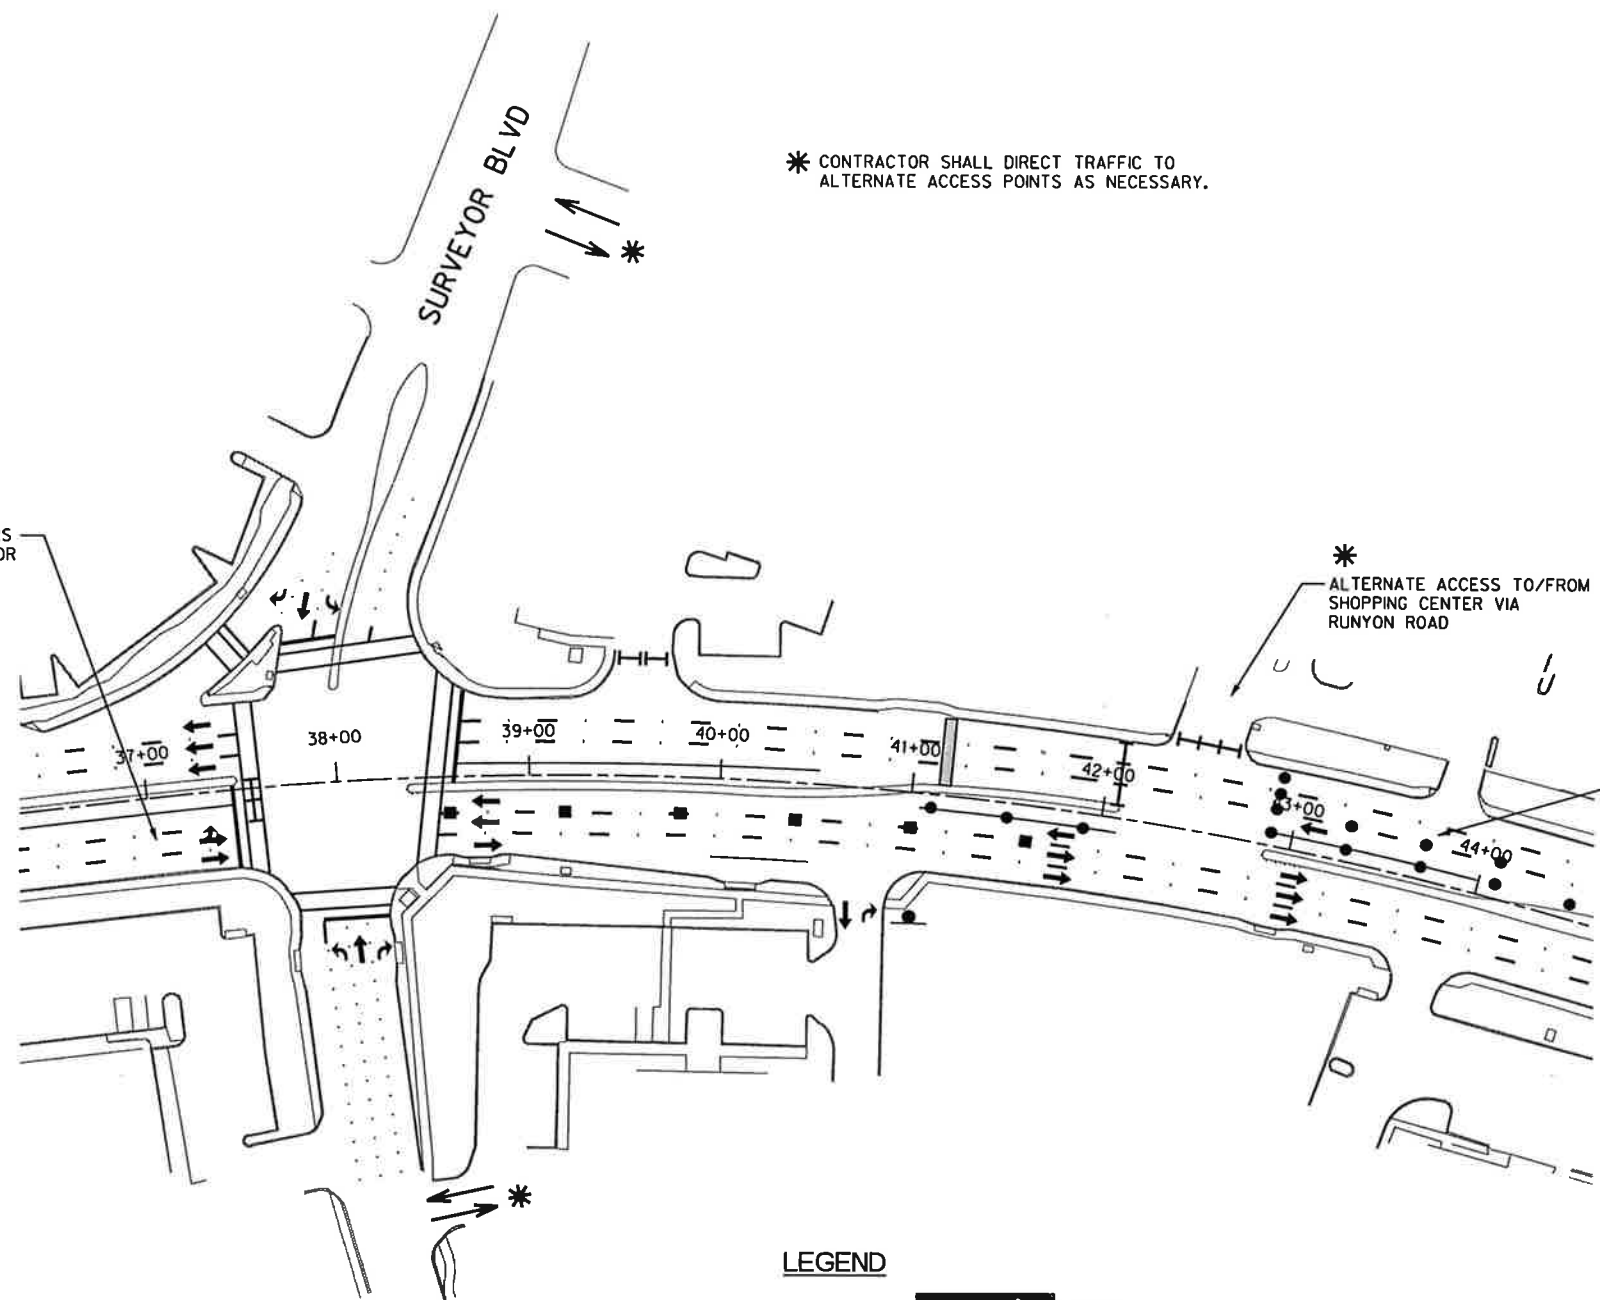 SURVEYOR BLVD
CONTRACTOR SHALL DIRECT TRAFFIC TO
ALTERNATE ACCESS POINTS AS NECESSARY.
S
OR
ALTERNATE ACCESS TO/FROM
SHOPPING CENTER VIA
RUNYON ROAD
37+00
38+00
39+00
40+00
41+00
42+00
43+00
44+00
LEGEND